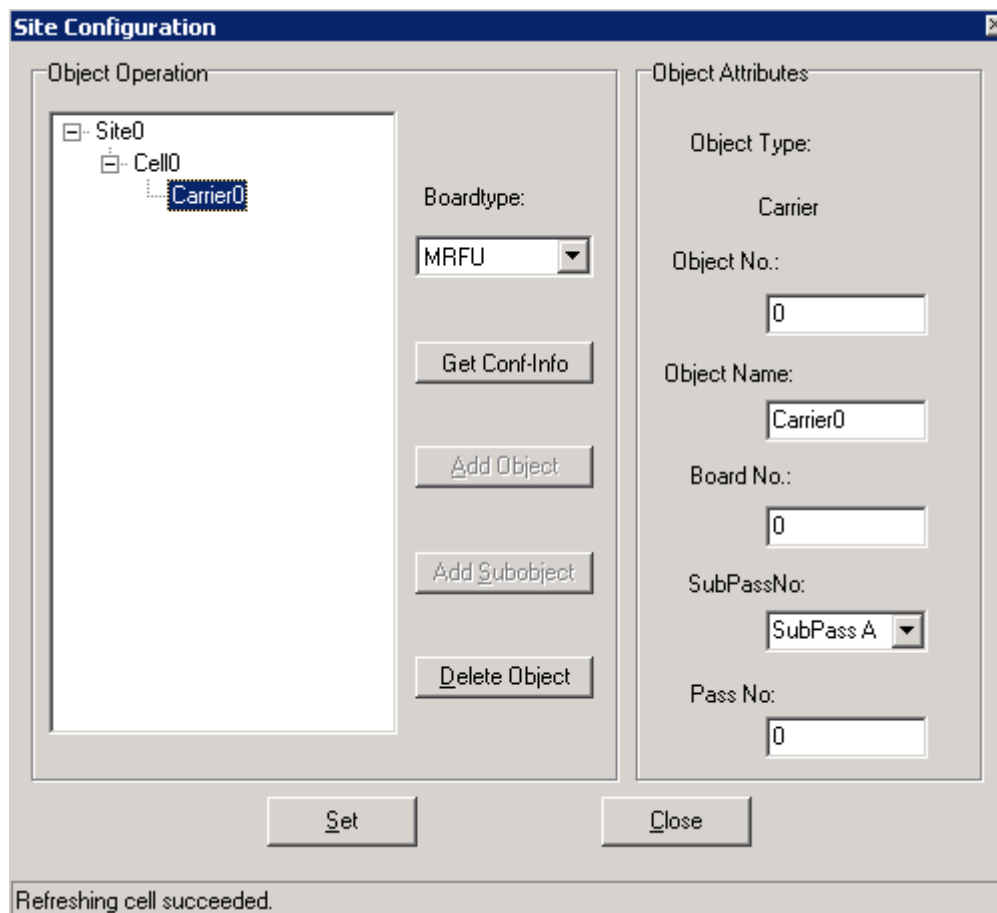 Site Configuration
Object Operation
Site0
Cell0
Carrier0
Boardtype:
MRFU
Get Conf-Info
Add Object
Add Subobject
Delete Object
Object Attributes
Object Type:
Carrier
Object No.:
0
Object Name:
Carrier0
Board No.:
0
SubPassNo:
SubPass A
Pass No:
0
Set
Close
Refreshing cell succeeded.